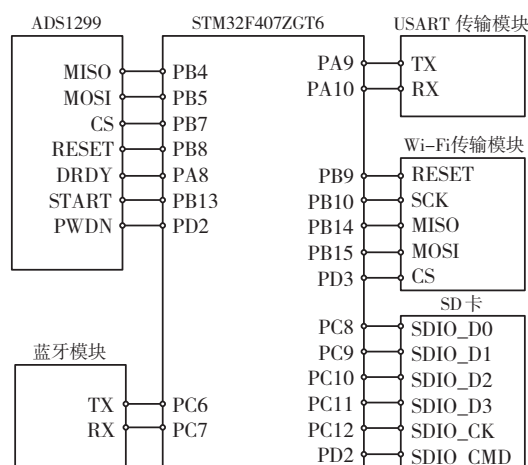 ADS1299
STM32F407ZGT6
USART 传输模块
MISO
MOSI
CS
RESET
DRDY
START
PWDN
PB4
PB5
PB7
PB8
PA8
PB13
PD2
PA9
PA10
TX
RX
Wi-Fi传输模块
PB9
PB10
PB14
PB15
PD3
RESET
SCK
MISO
MOSI
CS
SD卡
PC8
PC9
PC10
PC11
PC12
PD2
SDIO_D0
SDIO_D1
SDIO_D2
SDIO_D3
SDIO_CK
SDIO_CMD
蓝牙模块
TX
RX
PC6
PC7